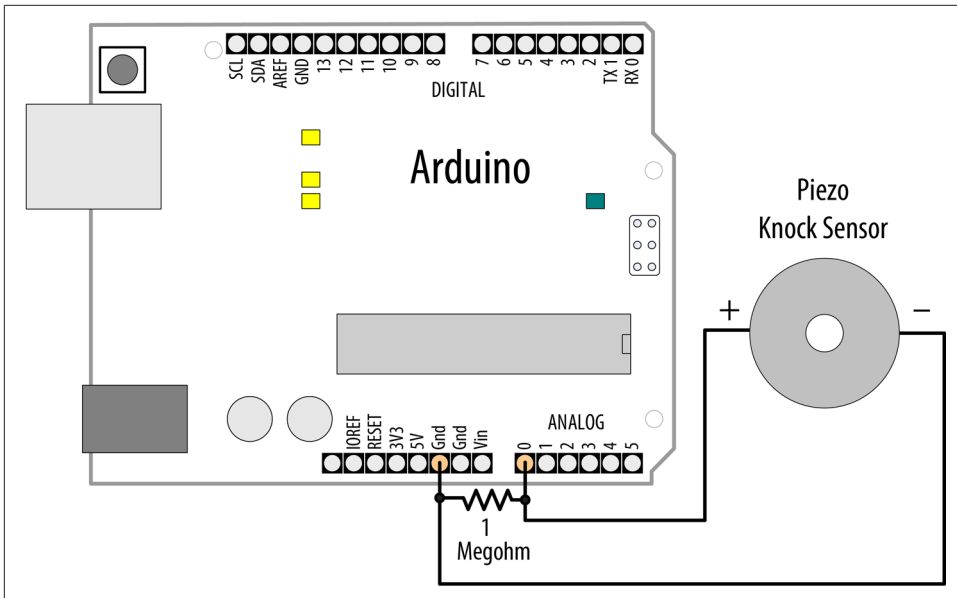 SCL SDA AREF GND 13 12 11 10 9 8 7 6 5 4 3 2 TX 1 RX 0
DIGITAL
Arduino
Piezo
Knock Sensor
+ −
ANALOG
IOREF RESET 3V3 5V Gnd Gnd Vin 0 1 2 3 4 5
1
Megohm